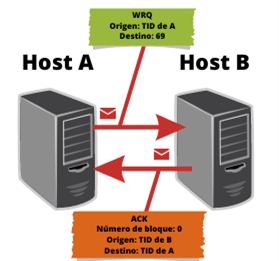 WRQ
Origen: TID de A
Destino: 69
Host A
Host B
ACK
Número de bloque: 0
Origen: TID de B
Destino: TID de A